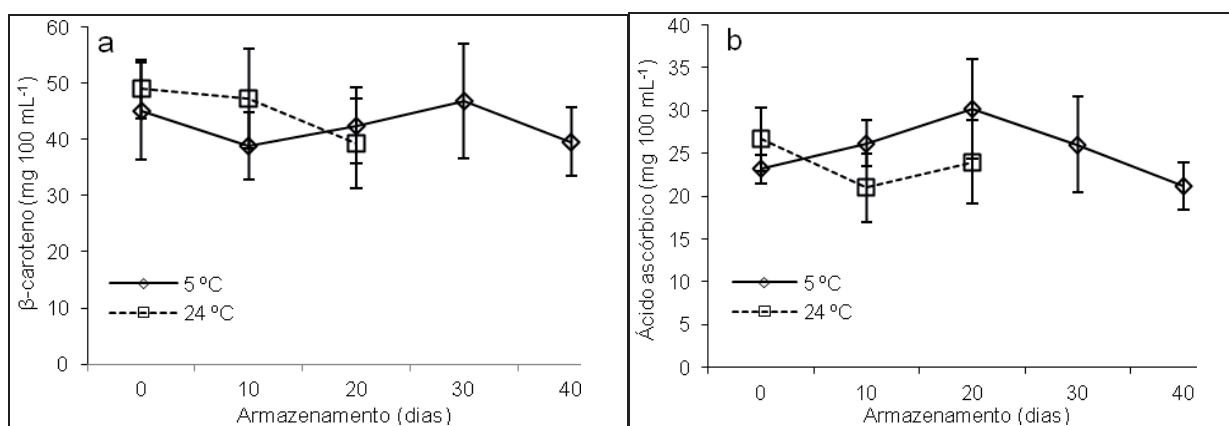 a
β-caroteno (mg 100 mL⁻¹)
60
50
40
30
20
10
0
5 ºC
24 ºC
0 10 20 30 40
Armazenamento (dias)
b
Ácido ascórbico (mg 100 mL⁻¹)
40
35
30
25
20
15
10
5
0
5 ºC
24 ºC
0 10 20 30 40
Armazenamento (dias)